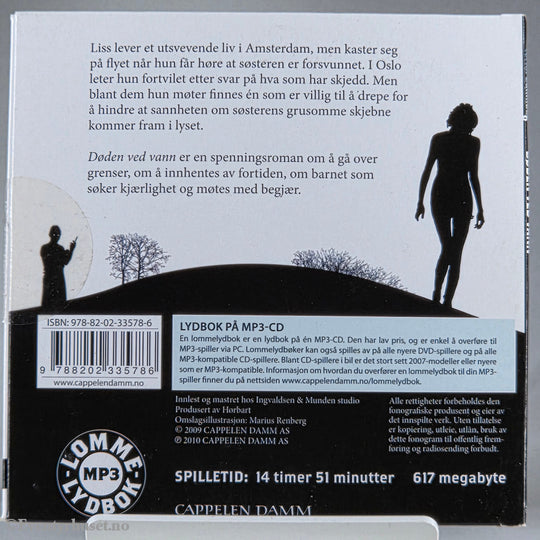 Liss lever et utsvevende liv i Amsterdam, men kaster seg
på flyet når hun får høre at søsteren er forsvunnet. I Oslo
leter hun fortvilet etter svar på hva som har skjedd. Men
blant dem hun møter finnes én som er villig til å drepe for
å hindre at sannheten om søsterens grusomme skjebne
kommer fram i lyset.
Døden ved vann er en spenningsroman om å gå over
grenser, om å innhentes av fortiden, om barnet som
søker kjærlighet og møtes med begjær.
ISBN: 978-82-02-33578-6
9 788202 335786
www.cappelendamm.no
LYDBOK PÅ MP3-CD
En lommelydbok er en lydbok på én MP3-CD. Den har lav pris, og er enkel å overføre til
MP3-spiller via PC. Lommelydbøker kan også spilles av på alle nyere DVD-spillere og på alle
MP3-kompatible CD-spillere. Blant CD-spillere i bil er det stort sett 2007-modeller eller nyere
som er MP3-kompatible. Informasjon om hvordan du overfører en lommelydbok til din MP3-
spiller finner du på nettsiden www.cappelendamm.no/lommelydbok.
Innlest og mastret hos Ingvaldsen & Munden studio
Produsert av Hørbart
Omslagsillustrasjon: Marius Renberg
© 2009 CAPPELEN DAMM AS
℗ 2010 CAPPELEN DAMM AS
Alle rettigheter forbeholdes den
fonografiske produsent og eier av
det innspilte verk. Uten tillatelse
er kopiering, utleie, utlån, bruk av
dette fonogram til offentlig frem-
føring og radiosending forbudt.
LOMME
MP3
LYDBOK
SPILLETID: 14 timer 51 minutter 617 megabyte
CAPPELEN DAMM